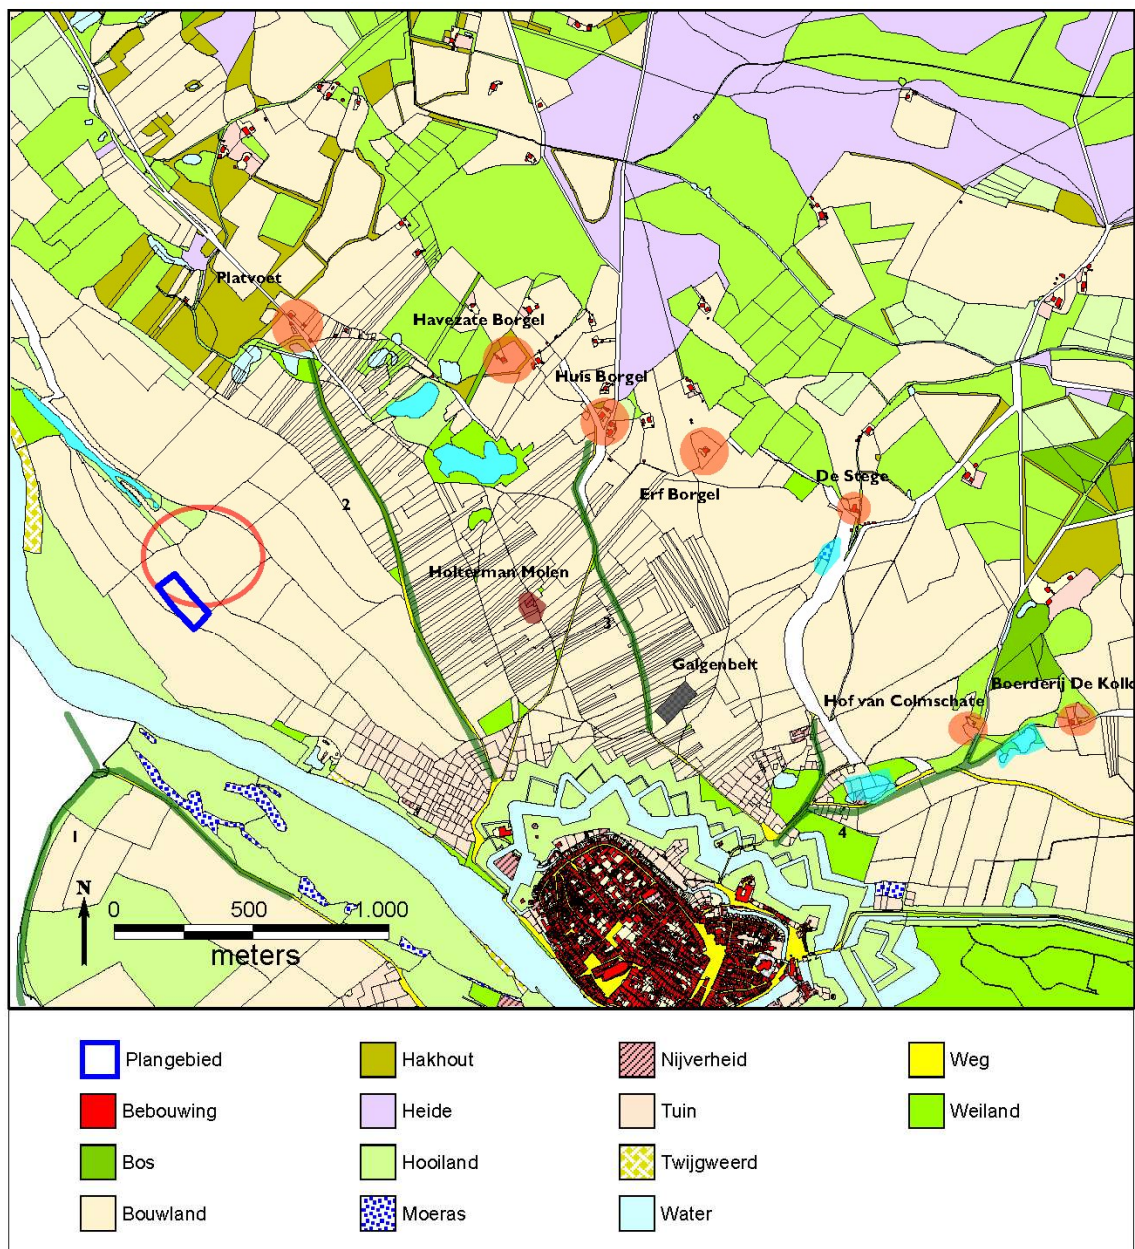 Platvoet
Havezate Borgel
Huis Borgel
De Stege
Erf Borgel
2
Holterman Molen
3
Galgenbelt
Hof van Colmschate
Boerderij De Kolk
4
1
N
0 500 1.000
meters
Plangebied Hakhout Nijverheid Weg
Bebouwing Heide Tuin Weiland
Bos Hooiland Twijgweerd
Bouwland Moeras Water